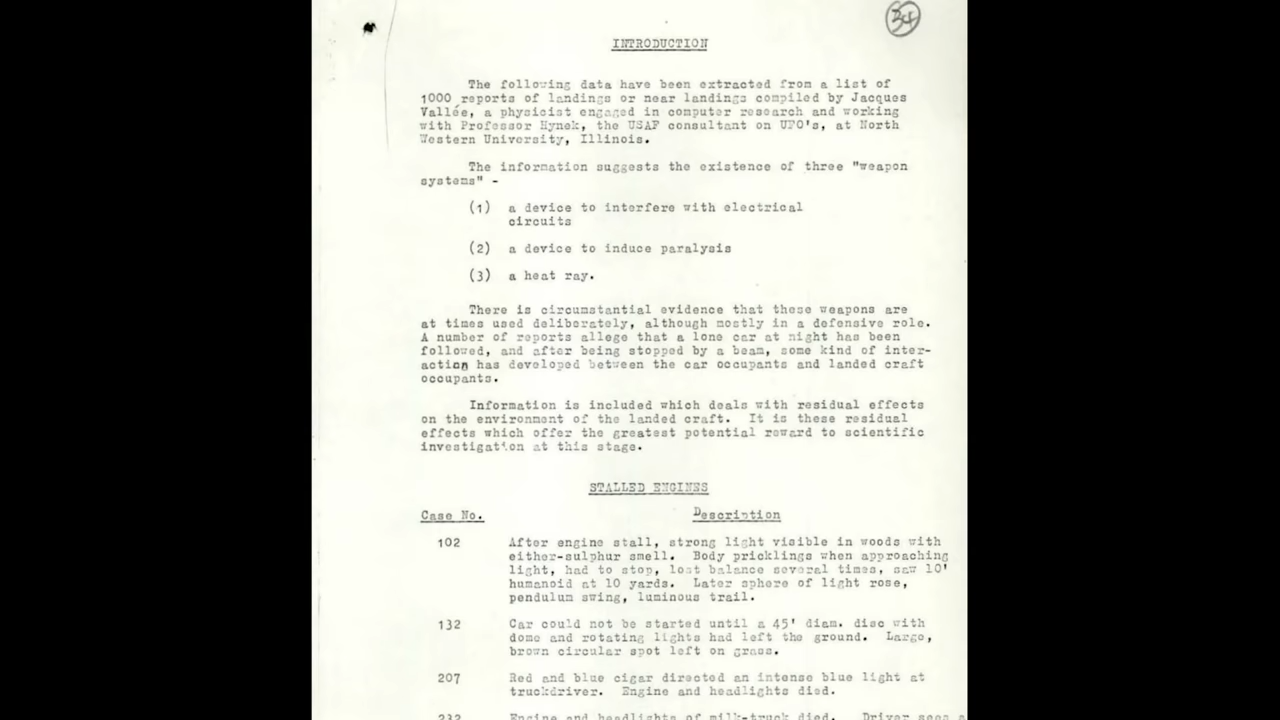 34
INTRODUCTION
The following data have been extracted from a list of
1000 reports of landings or near landings compiled by Jacques
Vallée, a physicist engaged in computer research and working
with Professor Hynek, the USAF consultant on UFO's, at North
Western University, Illinois.
The information suggests the existence of three "weapon
systems" -
(1) a device to interfere with electrical
circuits
(2) a device to induce paralysis
(3) a heat ray.
There is circumstantial evidence that these weapons are
at times used deliberately, although mostly in a defensive role.
A number of reports allege that a lone car at night has been
followed, and after being stopped by a beam, some kind of inter-
action has developed between the car occupants and landed craft
occupants.
Information is included which deals with residual effects
on the environment of the landed craft. It is these residual
effects which offer the greatest potential reward to scientific
investigation at this stage.
STALLED ENGINES
Case No. Description
102 After engine stall, strong light visible in woods with
either-sulphur smell. Body pricklings when approaching
light, had to stop, lost balance several times, saw 10'
humanoid at 10 yards. Later sphere of light rose,
pendulum swing, luminous trail.
132 Car could not be started until a 45' diam. disc with
dome and rotating lights had left the ground. Large,
brown circular spot left on grass.
207 Red and blue cigar directed an intense blue light at
truckdriver. Engine and headlights died.
232 Engine and headlights of milk-truck died. Driver seen a